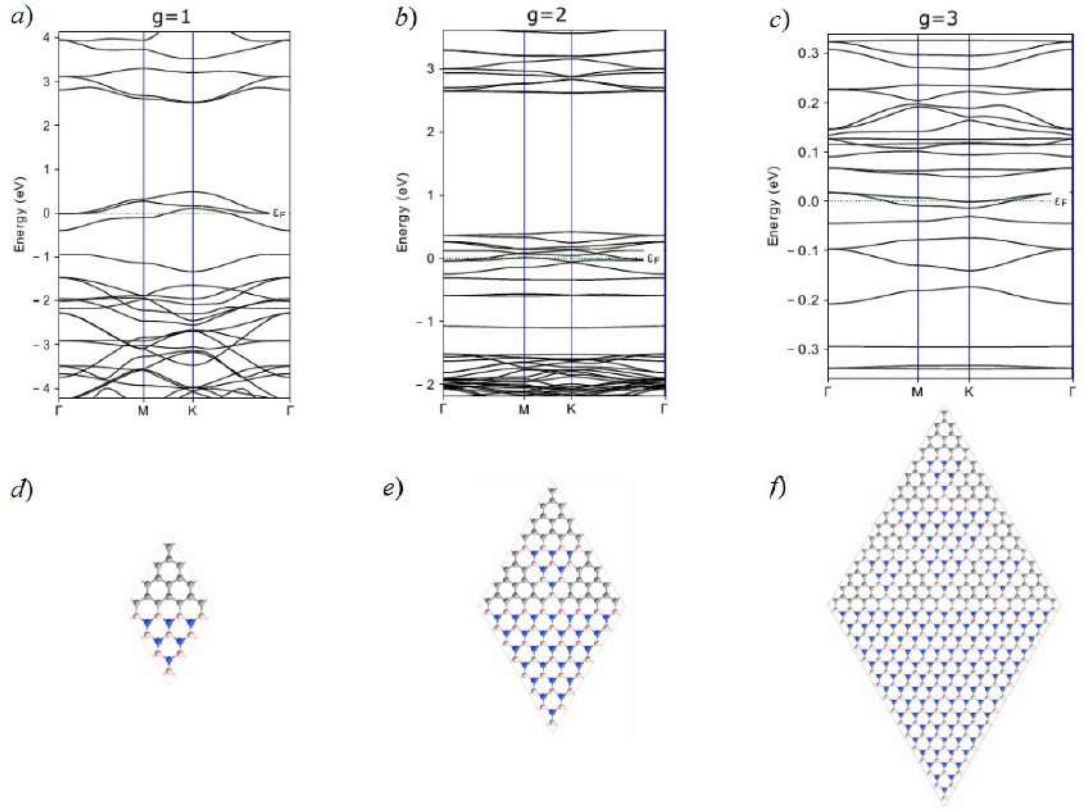 a) g=1
b) g=2
c) g=3
Energy (eV)
4
3
2
1
0
-1
-2
-3
-4
Γ M K Γ
εF
Energy (eV)
3
2
1
0
-1
-2
Γ M K Γ
εF
Energy (eV)
0.3
0.2
0.1
0.0
-0.1
-0.2
-0.3
Γ M K Γ
εF
d)
e)
f)